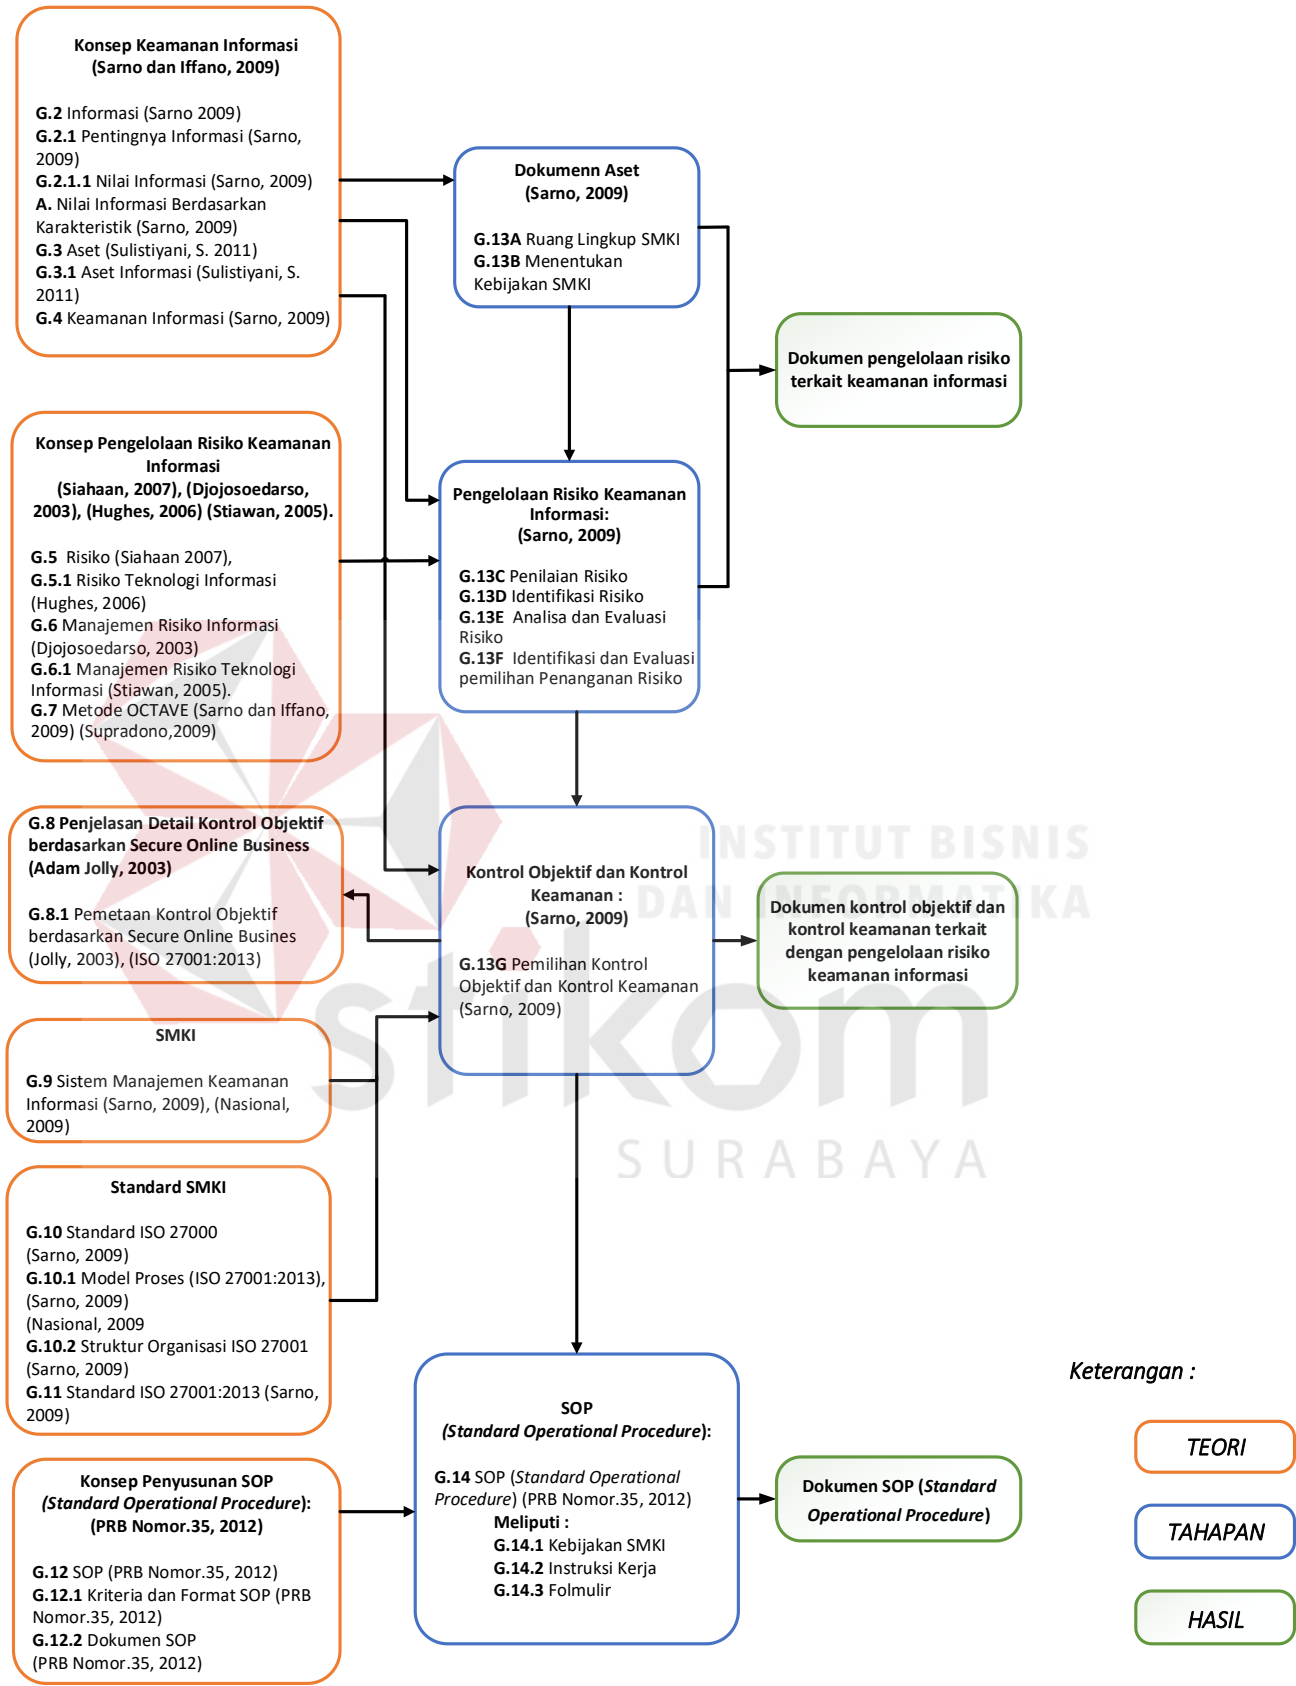 Konsep Keamanan Informasi
(Sarno dan Iffano, 2009)
G.2 Informasi (Sarno 2009)
G.2.1 Pentingnya Informasi (Sarno,
2009)
G.2.1.1 Nilai Informasi (Sarno, 2009)
A. Nilai Informasi Berdasarkan
Karakteristik (Sarno, 2009)
G.3 Aset (Sulistiyani, S. 2011)
G.3.1 Aset Informasi (Sulistiyani, S.
2011)
G.4 Keamanan Informasi (Sarno, 2009)
Dokumenn Aset
(Sarno, 2009)
G.13A Ruang Lingkup SMKI
G.13B Menentukan
Kebijakan SMKI
Dokumen pengelolaan risiko
terkait keamanan informasi
Konsep Pengelolaan Risiko Keamanan
Informasi
(Siahaan, 2007), (Djojosoedarso,
2003), (Hughes, 2006) (Stiawan, 2005).
G.5 Risiko (Siahaan 2007),
G.5.1 Risiko Teknologi Informasi
(Hughes, 2006)
G.6 Manajemen Risiko Informasi
(Djojosoedarso, 2003)
G.6.1 Manajemen Risiko Teknologi
Informasi (Stiawan, 2005).
G.7 Metode OCTAVE (Sarno dan Iffano,
2009) (Supradono,2009)
Pengelolaan Risiko Keamanan
Informasi:
(Sarno, 2009)
G.13C Penilaian Risiko
G.13D Identifikasi Risiko
G.13E Analisa dan Evaluasi
Risiko
G.13F Identifikasi dan Evaluasi
pemilihan Penanganan Risiko
G.8 Penjelasan Detail Kontrol Objektif
berdasarkan Secure Online Business
(Adam Jolly, 2003)
G.8.1 Pemetaan Kontrol Objektif
berdasarkan Secure Online Busines
(Jolly, 2003), (ISO 27001:2013)
Kontrol Objektif dan Kontrol
Keamanan :
(Sarno, 2009)
G.13G Pemilihan Kontrol
Objektif dan Kontrol Keamanan
(Sarno, 2009)
Dokumen kontrol objektif dan
kontrol keamanan terkait
dengan pengelolaan risiko
keamanan informasi
INSTITUT BISNIS
DAN INFORMATIKA
stikom
SURABAYA
SMKI
G.9 Sistem Manajemen Keamanan
Informasi (Sarno, 2009), (Nasional,
2009)
Standard SMKI
G.10 Standard ISO 27000
(Sarno, 2009)
G.10.1 Model Proses (ISO 27001:2013),
(Sarno, 2009)
(Nasional, 2009
G.10.2 Struktur Organisasi ISO 27001
(Sarno, 2009)
G.11 Standard ISO 27001:2013 (Sarno,
2009)
Konsep Penyusunan SOP
(Standard Operational Procedure):
(PRB Nomor.35, 2012)
G.12 SOP (PRB Nomor.35, 2012)
G.12.1 Kriteria dan Format SOP (PRB
Nomor.35, 2012)
G.12.2 Dokumen SOP
(PRB Nomor.35, 2012)
SOP
(Standard Operational Procedure):
G.14 SOP (Standard Operational
Procedure) (PRB Nomor.35, 2012)
Meliputi :
G.14.1 Kebijakan SMKI
G.14.2 Instruksi Kerja
G.14.3 Folmulir
Dokumen SOP (Standard
Operational Procedure)
Keterangan :
TEORI
TAHAPAN
HASIL